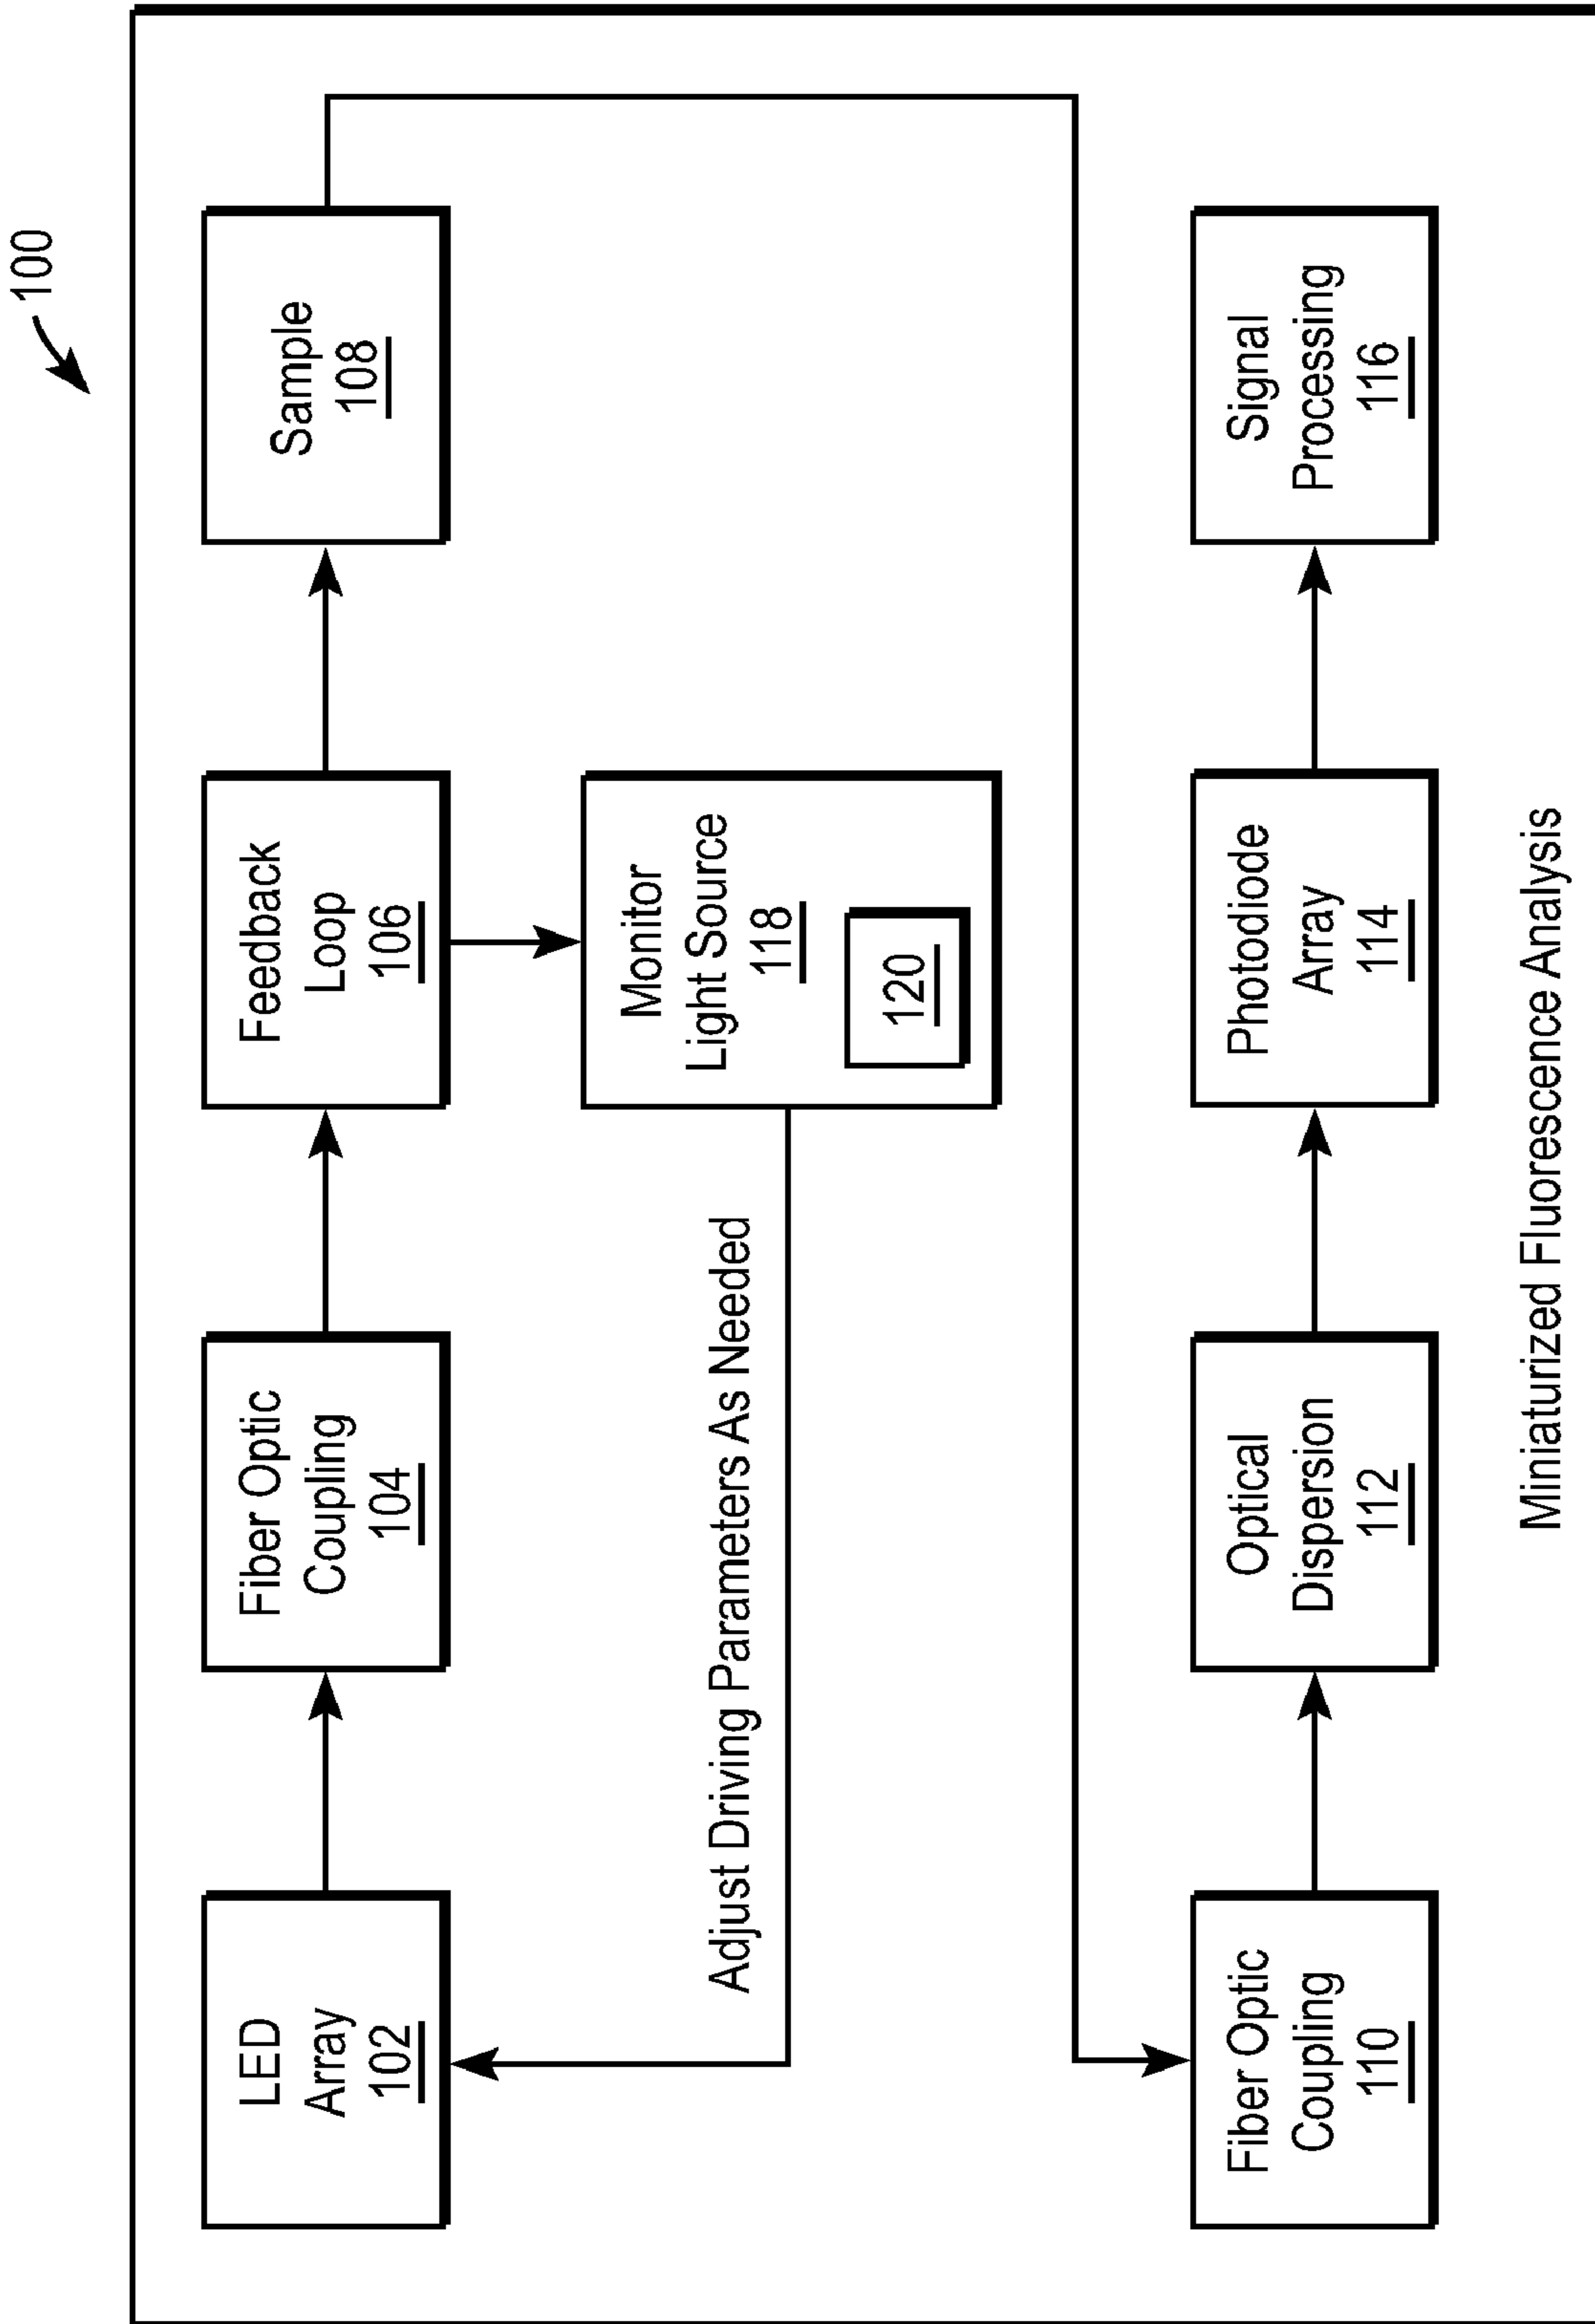 100
LED
Array
102
Fiber Optic
Coupling
104
Feedback
Loop
106
Sample
108
Monitor
Light Source
118
120
Adjust Driving Parameters As Needed
Fiber Optic
Coupling
110
Optical
Dispersion
112
Photodiode
Array
114
Signal
Processing
116
Miniaturized Fluorescence Analysis